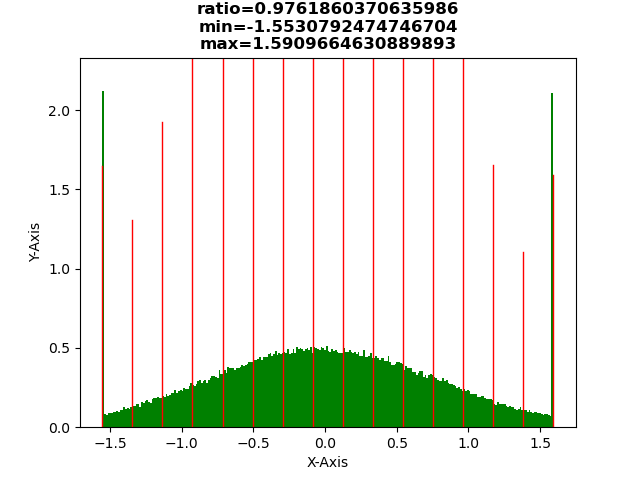 ratio=0.9761860370635986
min=-1.5530792474746704
max=1.5909664630889893
2.0
1.5
1.0
0.5
0.0
Y-Axis
−1.5 −1.0 −0.5 0.0 0.5 1.0 1.5
X-Axis